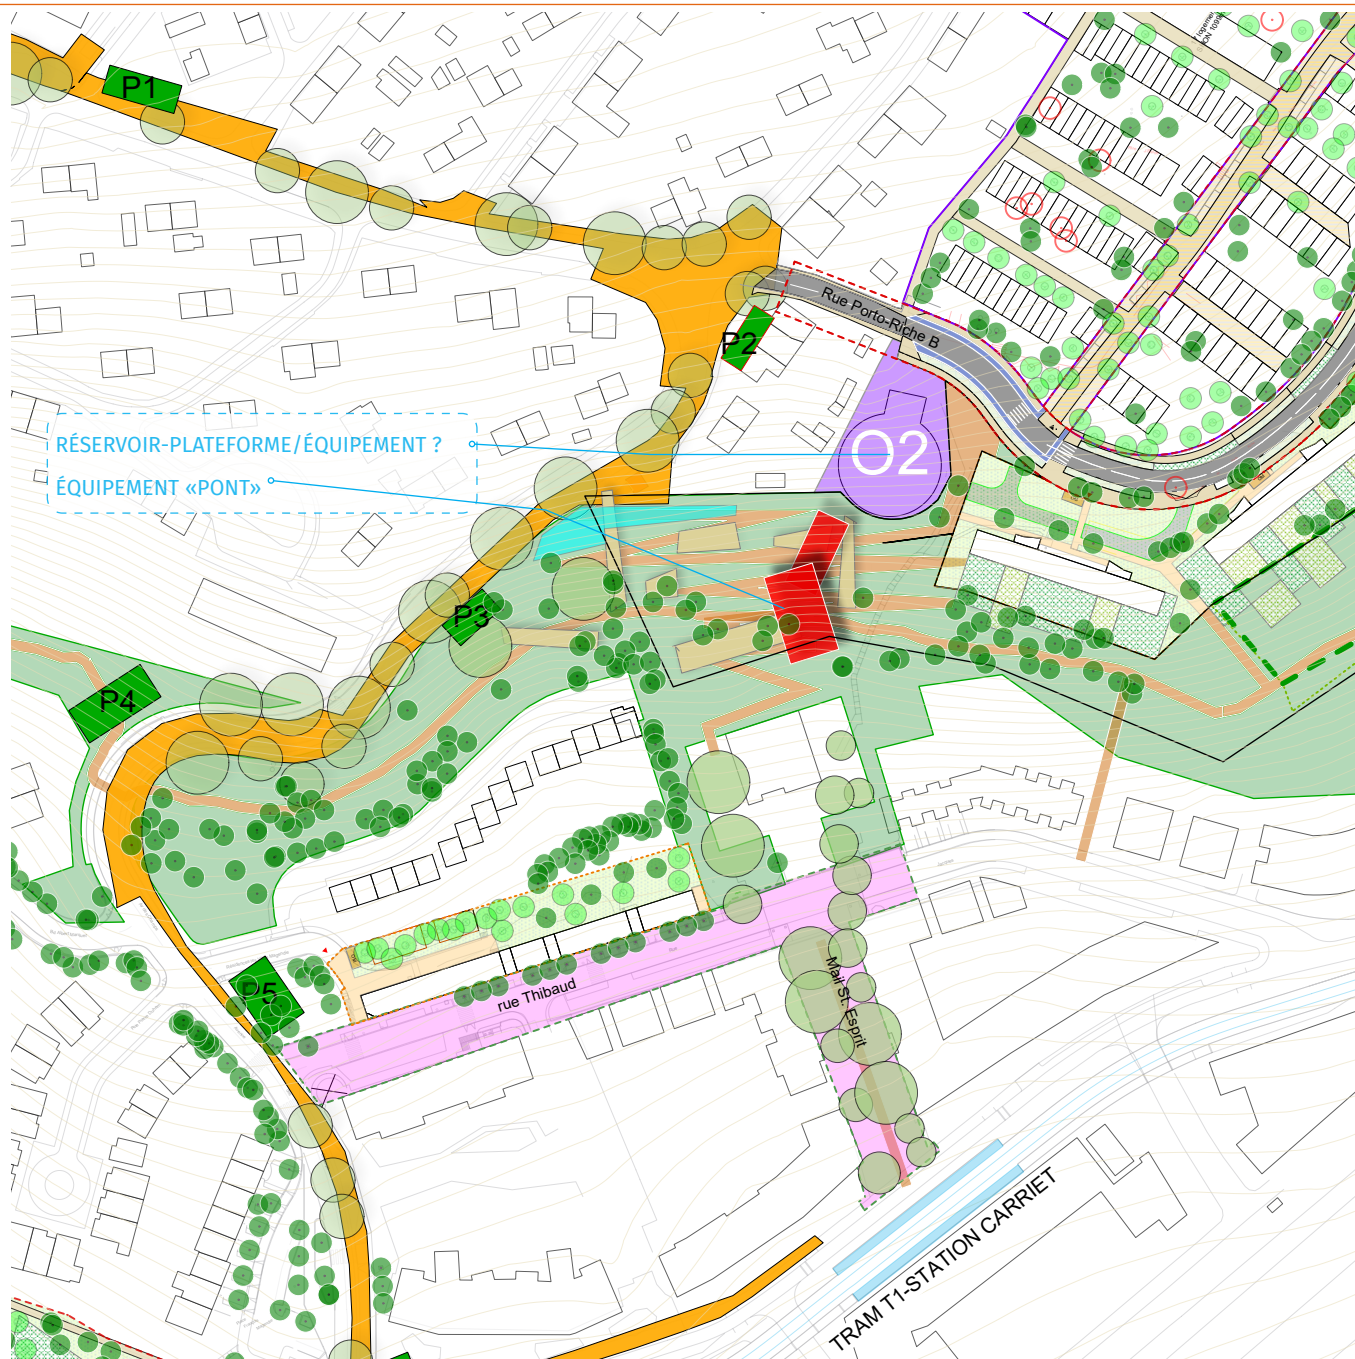 P1
Rue Porto-Riche B
P2
RÉSERVOIR-PLATEFORME/ÉQUIPEMENT ?
ÉQUIPEMENT «PONT»
O2
P3
P4
P5
rue Thibaud
Mail St. Esprit
TRAM T1-STATION CARRIET